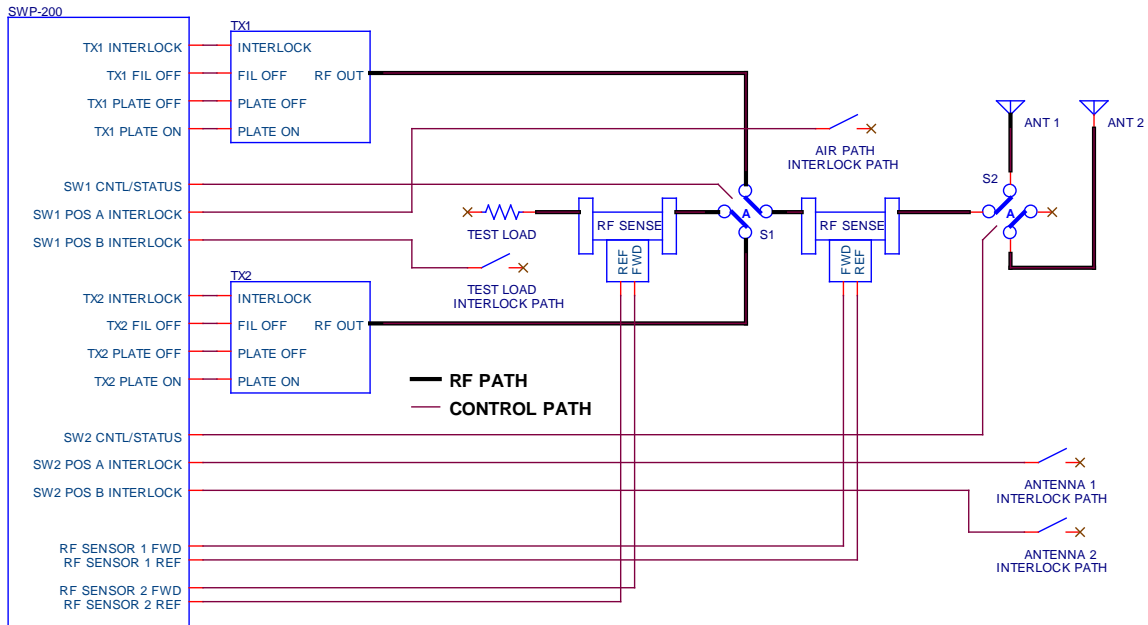 SWP-200
TX1 INTERLOCK
TX1 FIL OFF
TX1 PLATE OFF
TX1 PLATE ON
SW1 CNTL/STATUS
SW1 POS A INTERLOCK
SW1 POS B INTERLOCK
TX2 INTERLOCK
TX2 FIL OFF
TX2 PLATE OFF
TX2 PLATE ON
SW2 CNTL/STATUS
SW2 POS A INTERLOCK
SW2 POS B INTERLOCK
RF SENSOR 1 FWD
RF SENSOR 1 REF
RF SENSOR 2 FWD
RF SENSOR 2 REF
TX1
INTERLOCK
FIL OFF
RF OUT
PLATE OFF
PLATE ON
TX2
INTERLOCK
FIL OFF
RF OUT
PLATE OFF
PLATE ON
TEST LOAD
TEST LOAD
INTERLOCK PATH
RF SENSE
REF
FWD
A
S1
RF SENSE
FWD
REF
AIR PATH
INTERLOCK PATH
ANT 1
ANT 2
S2
A
RF PATH
CONTROL PATH
ANTENNA 1
INTERLOCK PATH
ANTENNA 2
INTERLOCK PATH